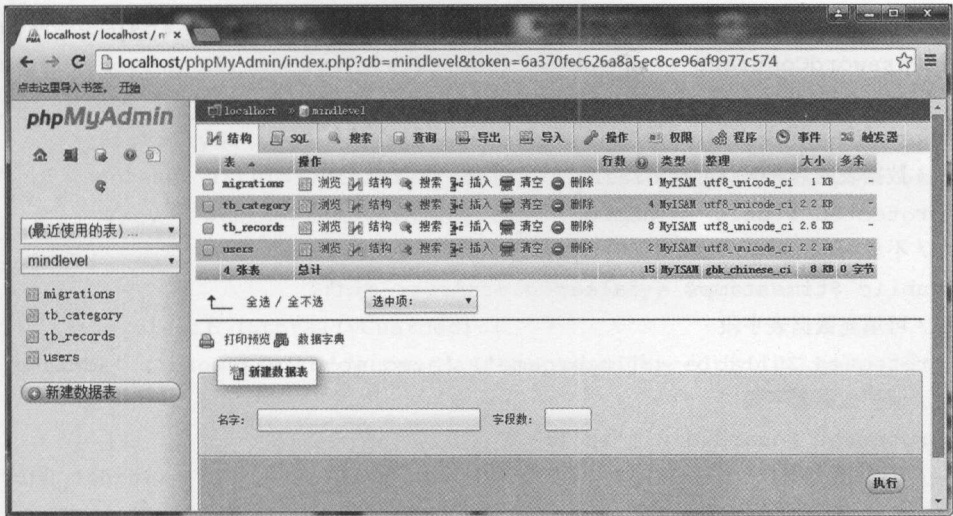 localhost / localhost / m
localhost/phpMyAdmin/index.php?db=mindlevel&token=6a370fec626a8a5ec8ce96af9977c574
点击这里导入书签。 开始
phpMyAdmin
(最近使用的表) ...
mindlevel
migrations
tb_category
tb_records
users
新建数据表
localhost » mindlevel
结构 SQL 搜索 查询 导出 导入 操作 权限 程序 事件 触发器
表 操作 行数 类型 整理 大小 多余
migrations 浏览 结构 搜索 插入 清空 删除 1 MyISAM utf8_unicode_ci 1 KB -
tb_category 浏览 结构 搜索 插入 清空 删除 4 MyISAM utf8_unicode_ci 2.2 KB -
tb_records 浏览 结构 搜索 插入 清空 删除 8 MyISAM utf8_unicode_ci 2.6 KB -
users 浏览 结构 搜索 插入 清空 删除 2 MyISAM utf8_unicode_ci 2.2 KB -
4 张表 总计 15 MyISAM gbk_chinese_ci 8 KB 0 字节
全选 / 全不选 选中项:
打印预览 数据字典
新建数据表
名字: 字段数:
执行